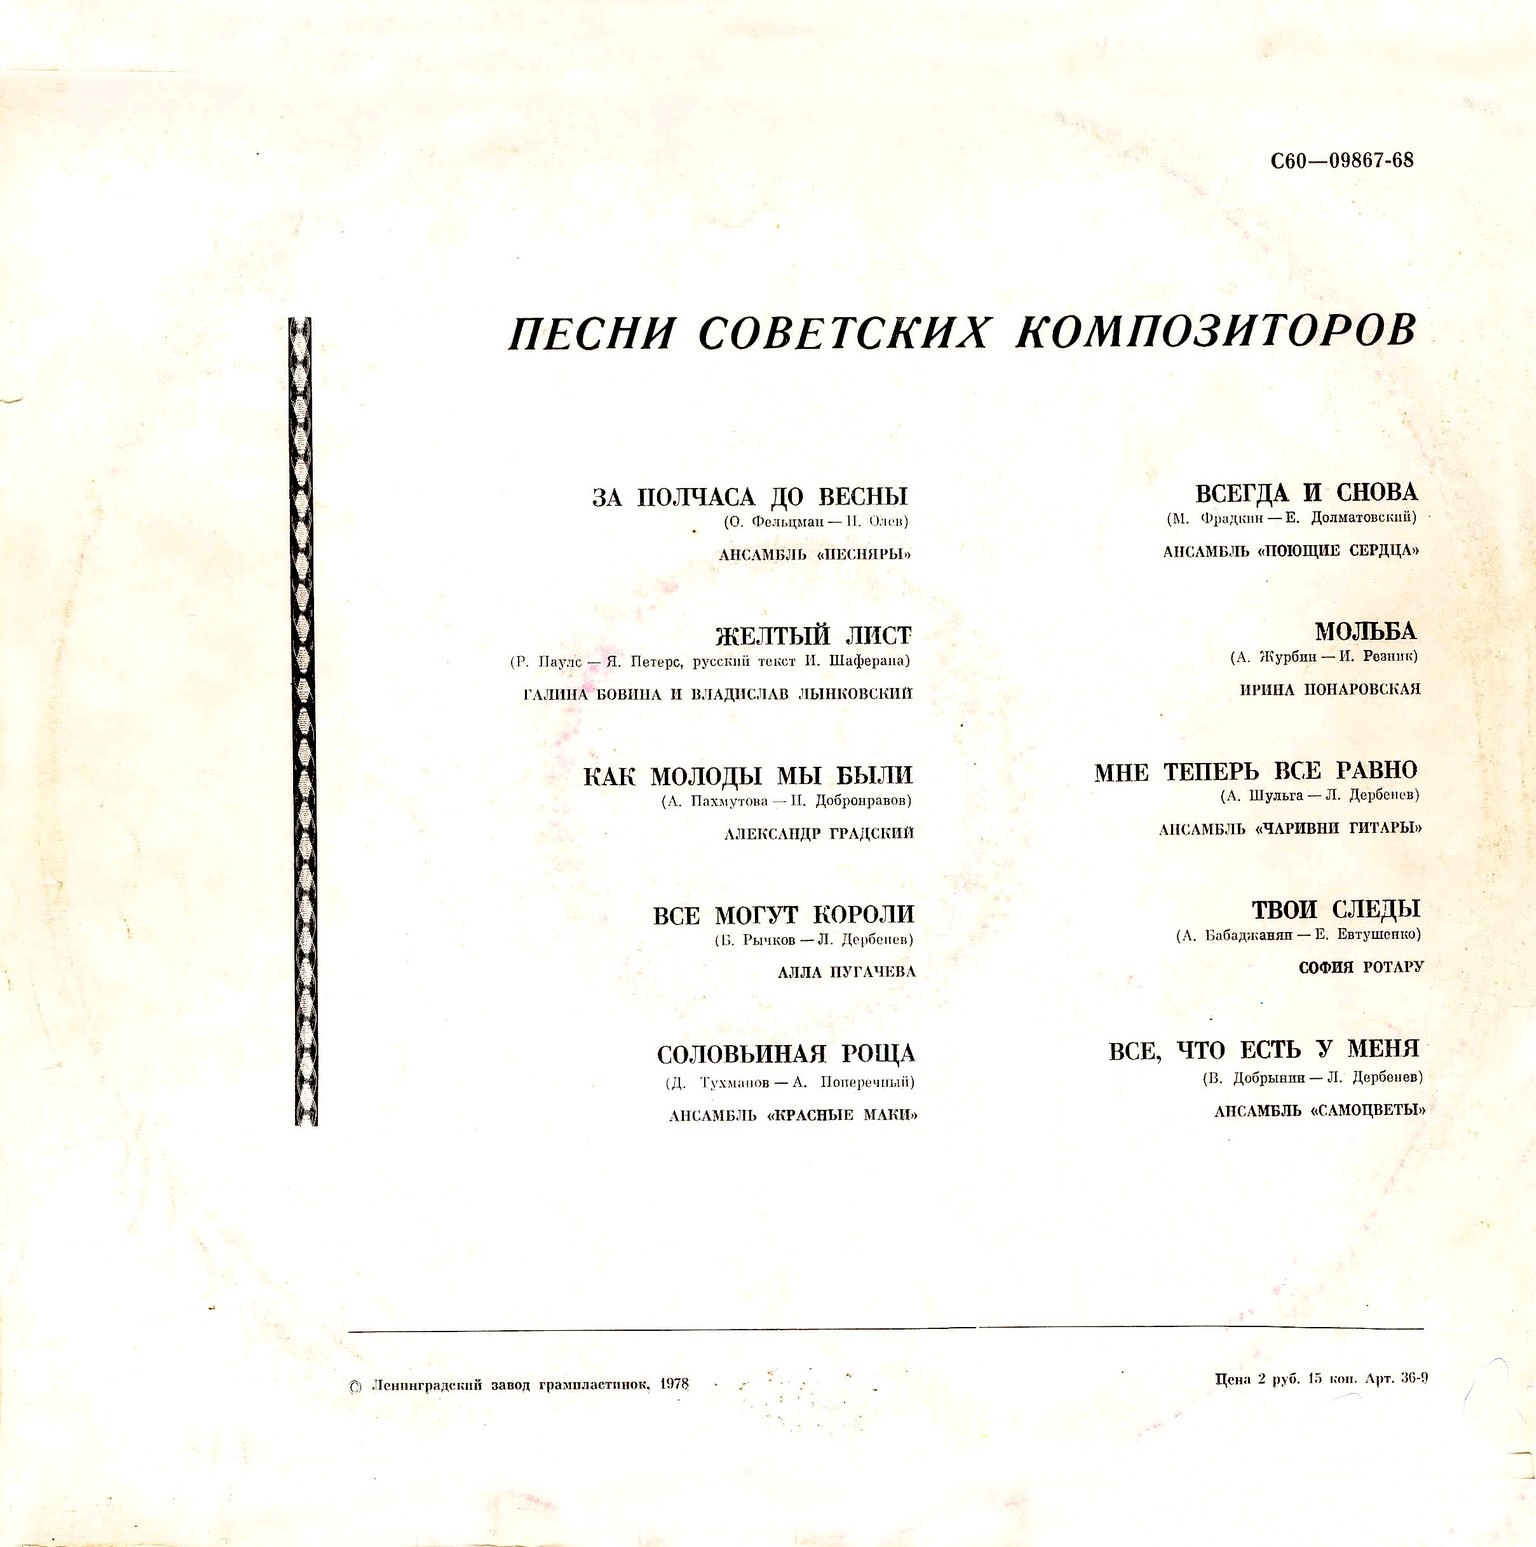 С60—09867-68
ПЕСНИ СОВЕТСКИХ КОМПОЗИТОРОВ
ЗА ПОЛЧАСА ДО ВЕСНЫ
(О. Фельцман — Н. Олев)
АНСАМБЛЬ «ПЕСНЯРЫ»
ЖЕЛТЫЙ ЛИСТ
(Р. Паулс — Я. Петерс, русский текст И. Шаферана)
ГАЛИНА БОВИНА И ВЛАДИСЛАВ ЛЫНКОВСКИЙ
КАК МОЛОДЫ МЫ БЫЛИ
(А. Пахмутова — Н. Добронравов)
АЛЕКСАНДР ГРАДСКИЙ
ВСЕ МОГУТ КОРОЛИ
(Б. Рычков — Л. Дербенев)
АЛЛА ПУГАЧЕВА
СОЛОВЬИНАЯ РОЩА
(Д. Тухманов — А. Поперечный)
АНСАМБЛЬ «КРАСНЫЕ МАКИ»
ВСЕГДА И СНОВА
(М. Фрадкин — Е. Долматовский)
АНСАМБЛЬ «ПОЮЩИЕ СЕРДЦА»
МОЛЬБА
(А. Журбин — И. Резник)
ИРИНА ПОНАРОВСКАЯ
МНЕ ТЕПЕРЬ ВСЕ РАВНО
(А. Шульга — Л. Дербенев)
АНСАМБЛЬ «ЧАРИВНИ ГИТАРЫ»
ТВОИ СЛЕДЫ
(А. Бабаджанян — Е. Евтушенко)
СОФИЯ РОТАРУ
ВСЕ, ЧТО ЕСТЬ У МЕНЯ
(В. Добрынин — Л. Дербенев)
АНСАМБЛЬ «САМОЦВЕТЫ»
© Ленинградский завод грампластинок, 1978
Цена 2 руб. 15 коп. Арт. 36-9